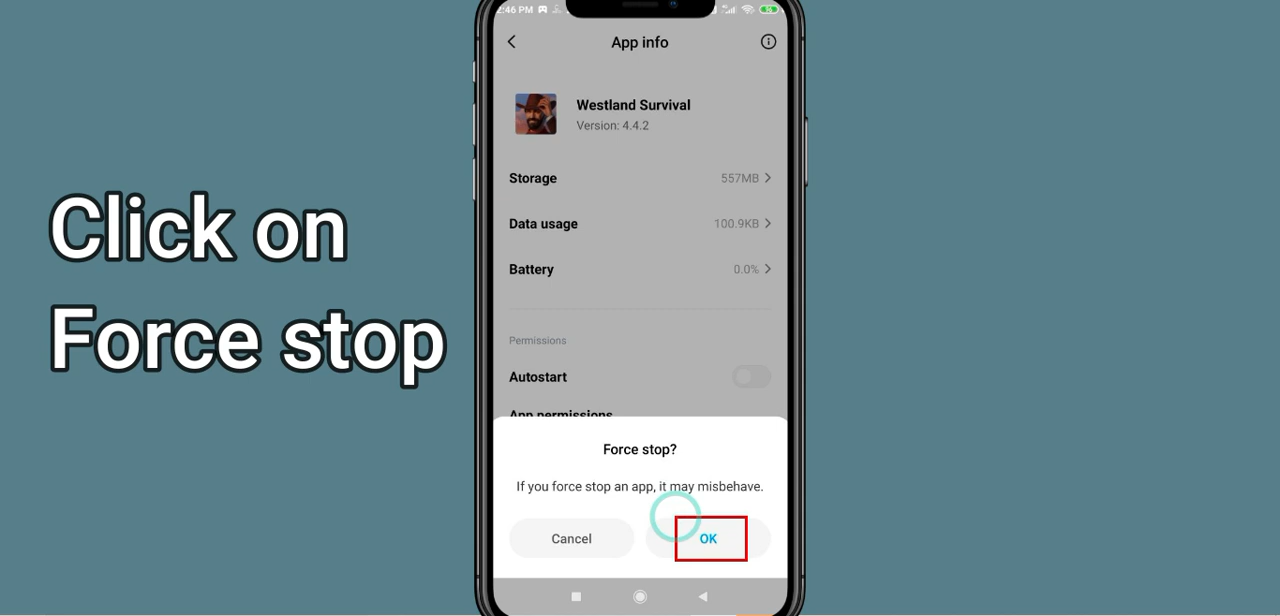 2:46 PM
App info
Westland Survival
Version: 4.4.2
Storage 557MB
Data usage 100.9KB
Battery 0.0%
Permissions
Autostart
App permissions
Force stop?
If you force stop an app, it may misbehave.
Cancel OK
Click on
Force stop